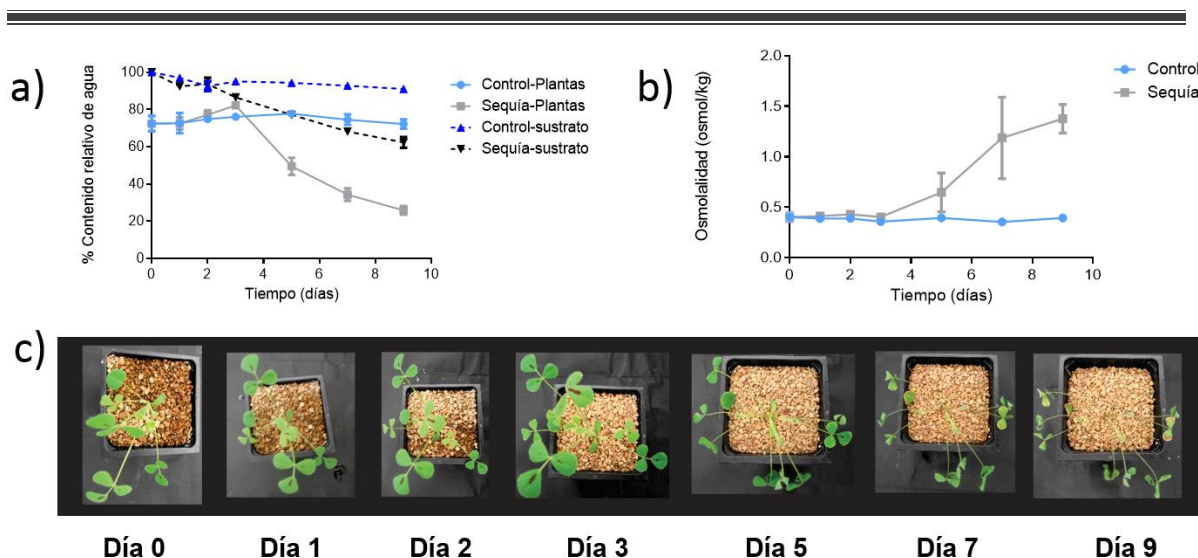 a)
% Contenido relativo de agua
100
80
60
40
20
0
0 2 4 6 8 10
Tiempo (días)
Control-Plantas
Sequía-Plantas
Control-sustrato
Sequía-sustrato
b)
Osmolalidad (osmol/kg)
2.0
1.5
1.0
0.5
0.0
0 2 4 6 8 10
Tiempo (días)
Control
Sequía
c)
Día 0 Día 1 Día 2 Día 3 Día 5 Día 7 Día 9